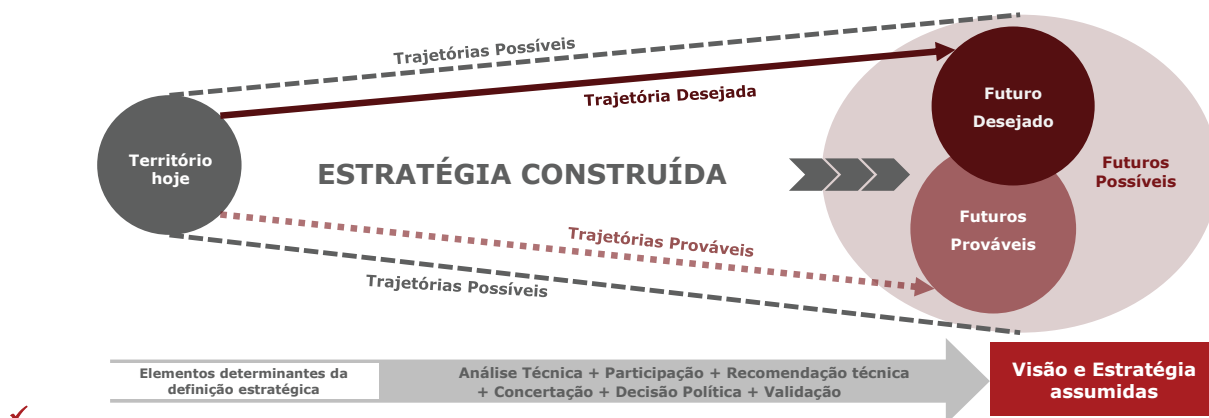 Trajetórias Possíveis
Trajetória Desejada
Futuro
Desejado
Território
hoje
ESTRATÉGIA CONSTRUÍDA
Futuros
Possíveis
Futuros
Prováveis
Trajetórias Prováveis
Trajetórias Possíveis
Elementos determinantes da
definição estratégica
Análise Técnica + Participação + Recomendação técnica
+ Concertação + Decisão Política + Validação
Visão e Estratégia
assumidas